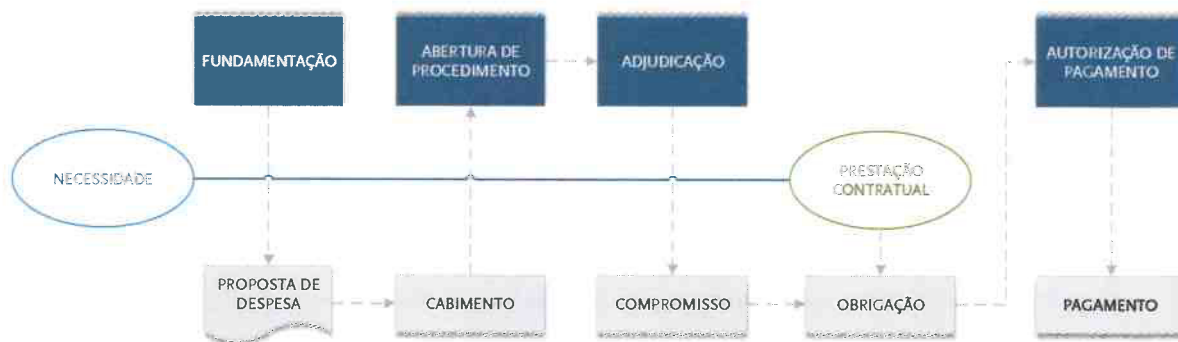 FUNDAMENTAÇÃO
ABERTURA DE
PROCEDIMENTO
ADJUDICAÇÃO
AUTORIZAÇÃO DE
PAGAMENTO
NECESSIDADE
PRESTAÇÃO
CONTRATUAL
PROPOSTA DE
DESPESA
CABIMENTO
COMPROMISSO
OBRIGAÇÃO
PAGAMENTO